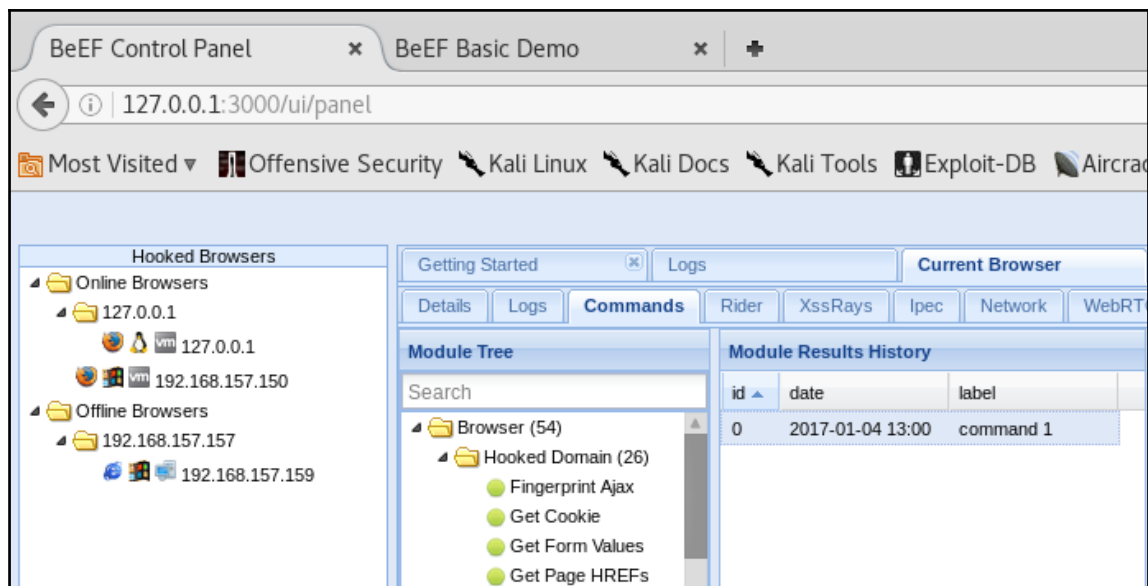 BeEF Control Panel
BeEF Basic Demo
127.0.0.1:3000/ui/panel
Most Visited Offensive Security Kali Linux Kali Docs Kali Tools Exploit-DB Aircrac
Hooked Browsers
Online Browsers
127.0.0.1
vm 127.0.0.1
vm 192.168.157.150
Offline Browsers
192.168.157.157
192.168.157.159
Getting Started Logs Current Browser
Details Logs Commands Rider XssRays Ipec Network WebRT
Module Tree
Search
Browser (54)
Hooked Domain (26)
Fingerprint Ajax
Get Cookie
Get Form Values
Get Page HREFs
Module Results History
id date label
0 2017-01-04 13:00 command 1